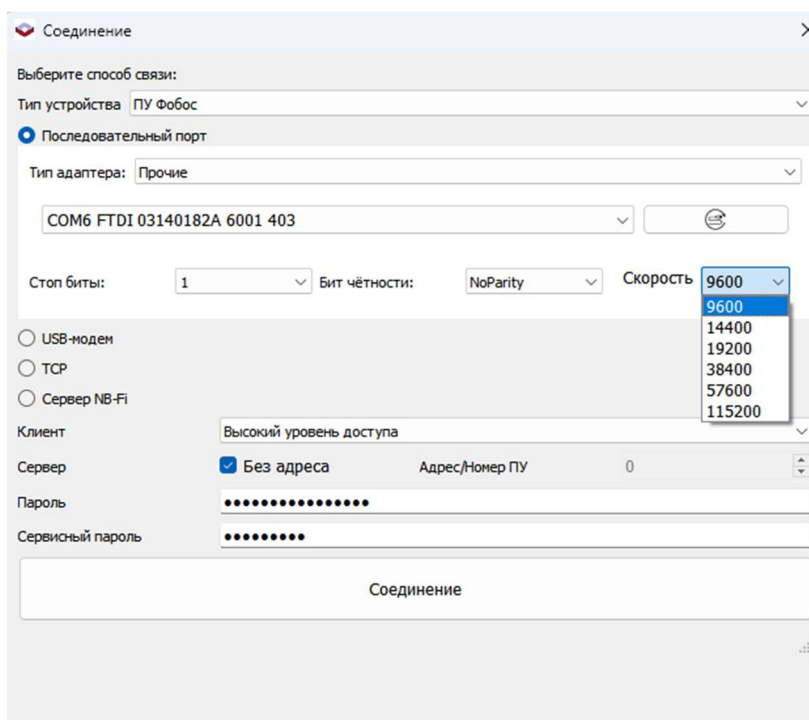 Соединение
Выберите способ связи:
Тип устройства ПУ Фобос
Последовательный порт
Тип адаптера: Прочие
COM6 FTDI 03140182A 6001 403
Стоп биты: 1 Бит чётности: NoParity Скорость 9600
9600
14400
19200
38400
57600
115200
USB-модем
TCP
Сервер NB-Fi
Клиент Высокий уровень доступа
Сервер Без адреса Адрес/Номер ПУ 0
Пароль ●●●●●●●●●●●●●●●●
Сервисный пароль ●●●●●●●●●
Соединение